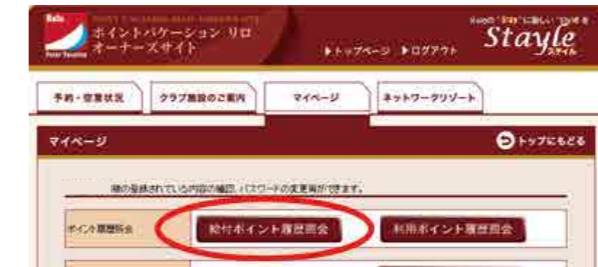 Relo
ポイントバケーション リロ
オーナーズサイト
トップページ ログアウト
Stayle
スタイル
予約・空室状況 クラブ施設のご案内 マイページ ネットワークリゾート
マイページ トップにもどる
様の登録されている内容の確認、パスワードの変更等ができます。
ポイント履歴照会 給付ポイント履歴照会 利用ポイント履歴照会